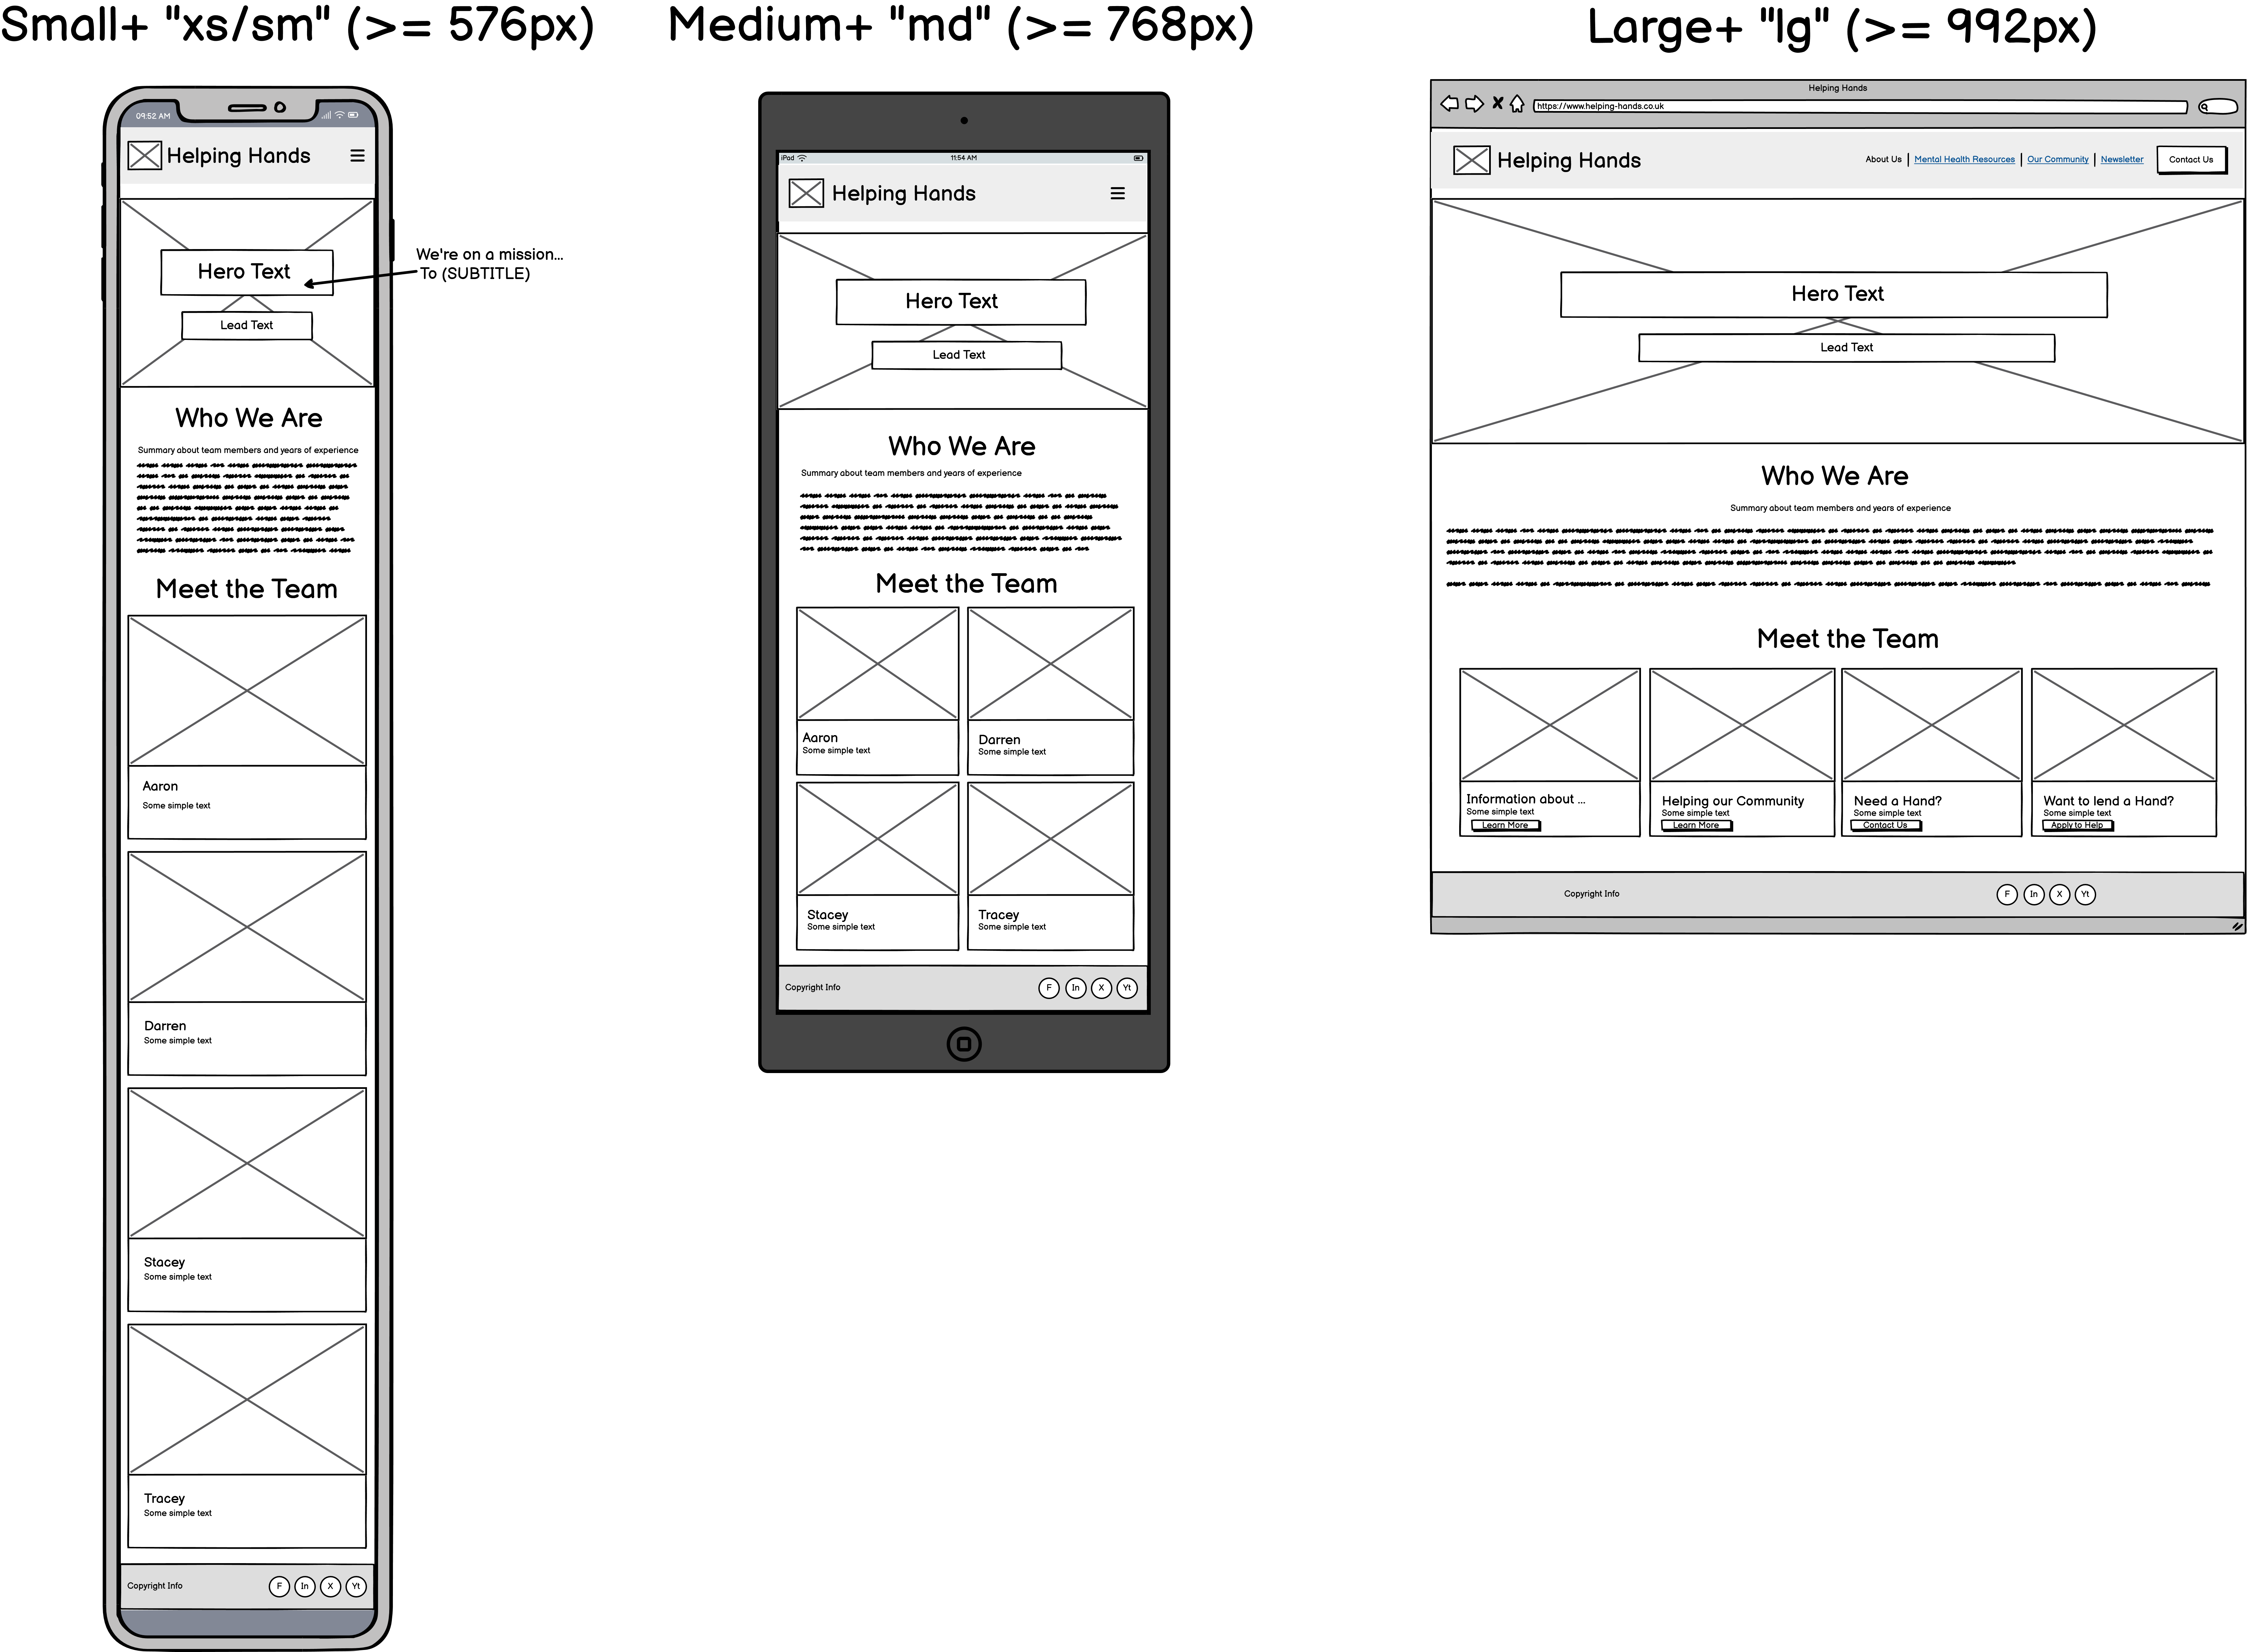 Small+ "xs/sm" (>= 576px)
09:52 AM
Helping Hands
Hero Text
We're on a mission...
To (SUBTITLE)
Lead Text
Who We Are
Summary about team members and years of experience
Meet the Team
Aaron
Some simple text
Darren
Some simple text
Stacey
Some simple text
Tracey
Some simple text
Copyright Info
F In X Yt
Medium+ "md" (>= 768px)
iPad 11:54 AM
Helping Hands
Hero Text
Lead Text
Who We Are
Summary about team members and years of experience
Meet the Team
Aaron
Some simple text
Darren
Some simple text
Stacey
Some simple text
Tracey
Some simple text
Copyright Info
F In X Yt
Large+ "lg" (>= 992px)
Helping Hands
https://www.helping-hands.co.uk
Helping Hands
About Us | Mental Health Resources | Our Community | Newsletter
Contact Us
Hero Text
Lead Text
Who We Are
Summary about team members and years of experience
Meet the Team
Information about ...
Some simple text
Learn More
Helping our Community
Some simple text
Learn More
Need a Hand?
Some simple text
Contact Us
Want to lend a Hand?
Some simple text
Apply to Help
Copyright Info
F In X Yt